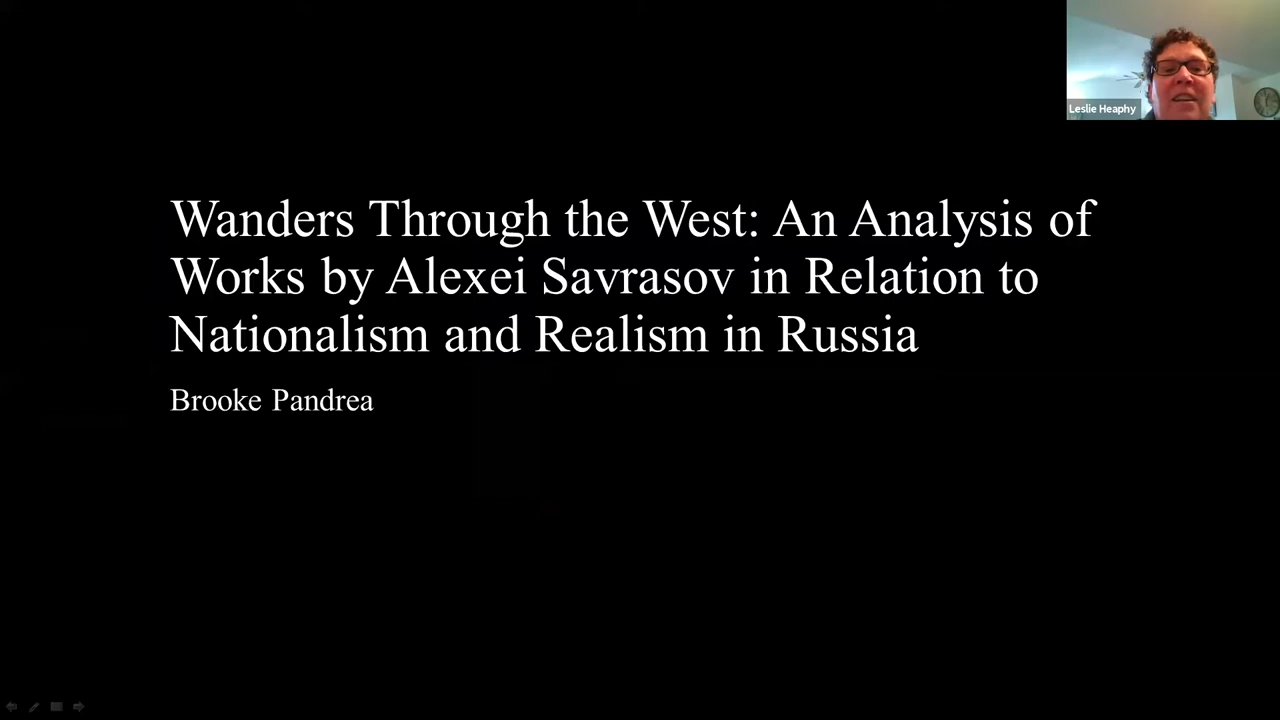 Leslie Heaphy
Wanders Through the West: An Analysis of
Works by Alexei Savrasov in Relation to
Nationalism and Realism in Russia
Brooke Pandrea